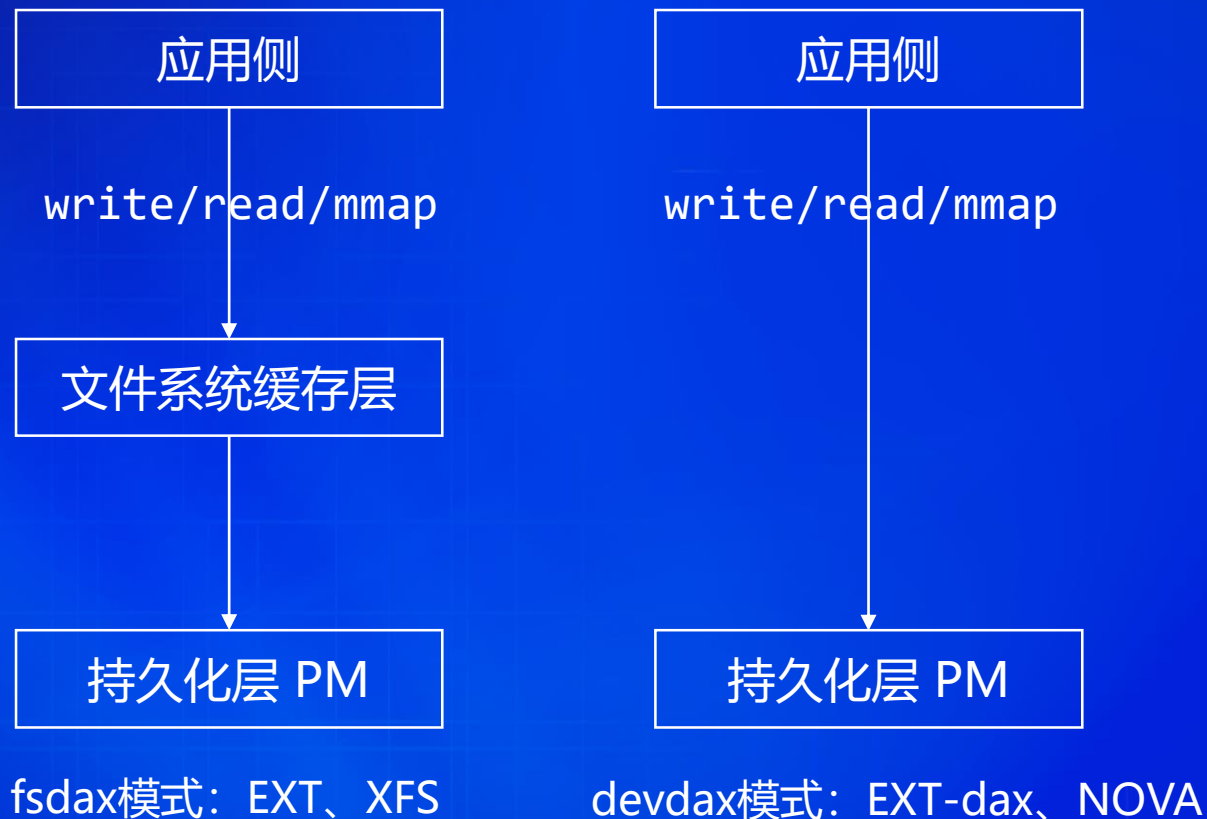 应用侧
应用侧
write/read/mmap
write/read/mmap
文件系统缓存层
持久化层 PM
持久化层 PM
fsdax模式：EXT、XFS
devdax模式：EXT-dax、NOVA